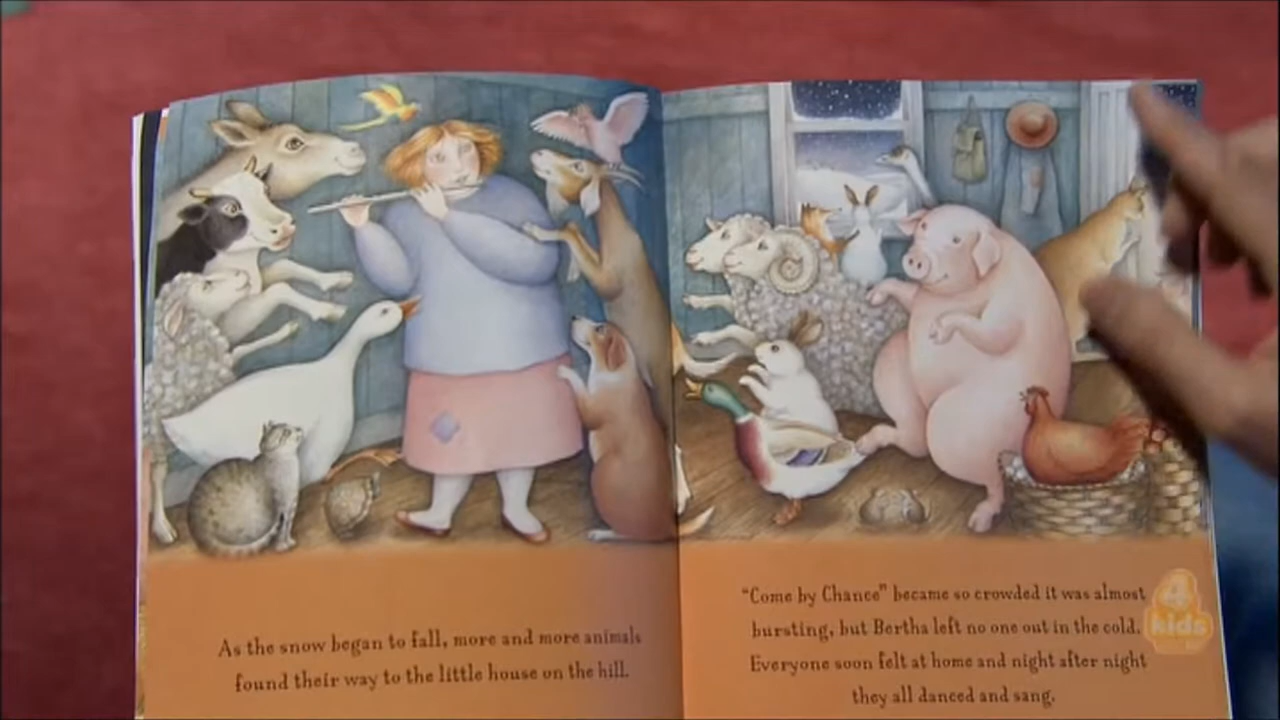 As the snow began to fall, more and more animals
found their way to the little house on the hill.
"Come by Chance" became so crowded it was almost
bursting, but Bertha left no one out in the cold.
Everyone soon felt at home and night after night
they all danced and sang.
4
kids